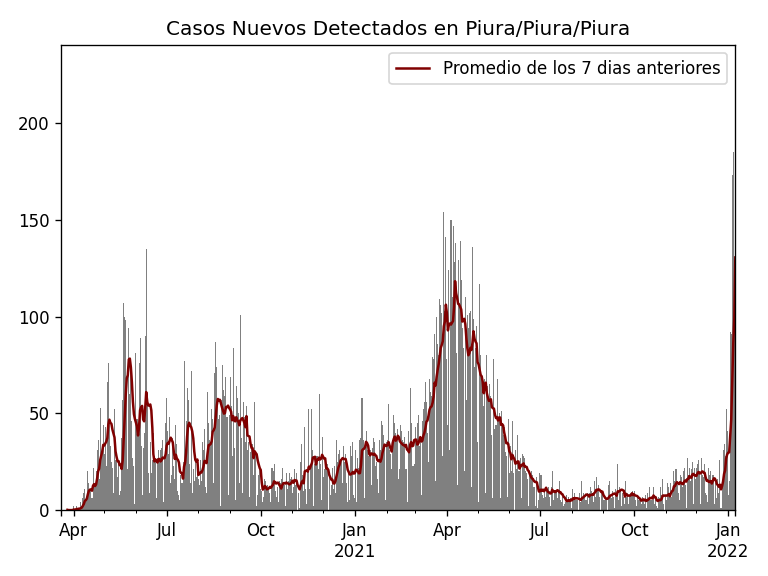 Casos Nuevos Detectados en Piura/Piura/Piura
Promedio de los 7 dias anteriores
200
150
100
50
0
Apr Jul Oct Jan Apr Jul Oct Jan
2021 2022